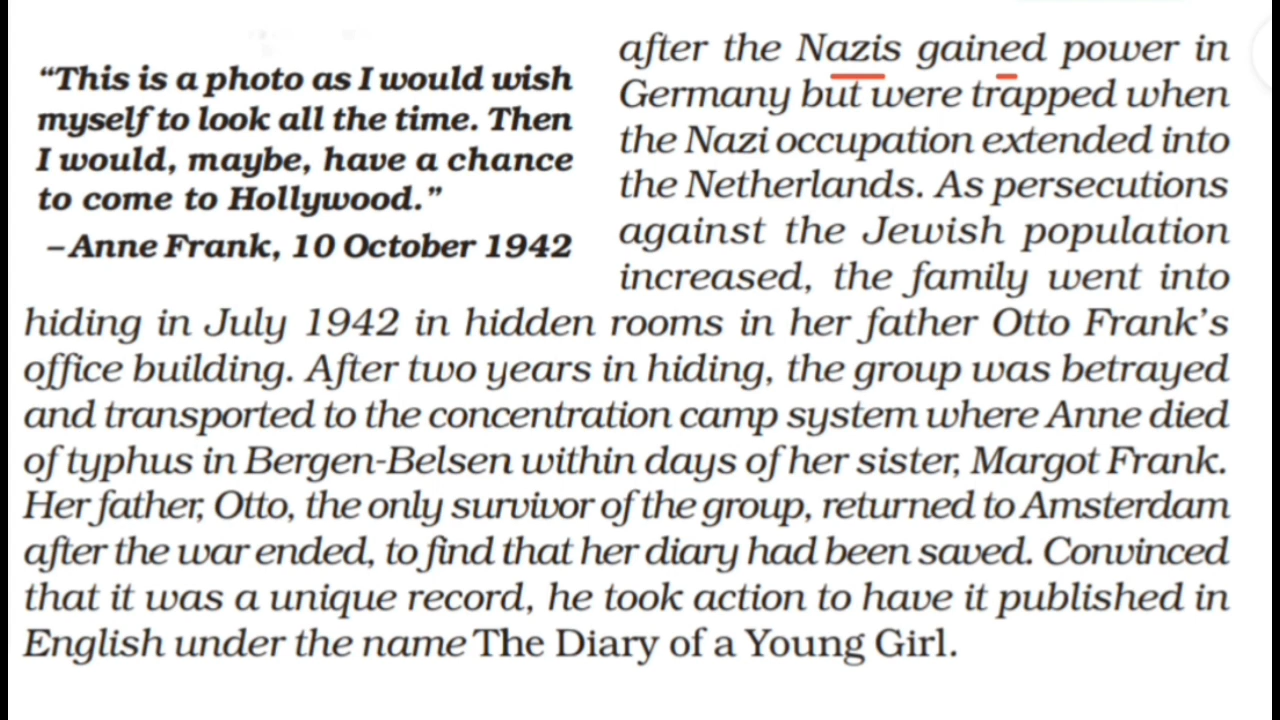 “This is a photo as I would wish
myself to look all the time. Then
I would, maybe, have a chance
to come to Hollywood.”
–Anne Frank, 10 October 1942
after the Nazis gained power in
Germany but were trapped when
the Nazi occupation extended into
the Netherlands. As persecutions
against the Jewish population
increased, the family went into
hiding in July 1942 in hidden rooms in her father Otto Frank’s
office building. After two years in hiding, the group was betrayed
and transported to the concentration camp system where Anne died
of typhus in Bergen-Belsen within days of her sister, Margot Frank.
Her father, Otto, the only survivor of the group, returned to Amsterdam
after the war ended, to find that her diary had been saved. Convinced
that it was a unique record, he took action to have it published in
English under the name The Diary of a Young Girl.